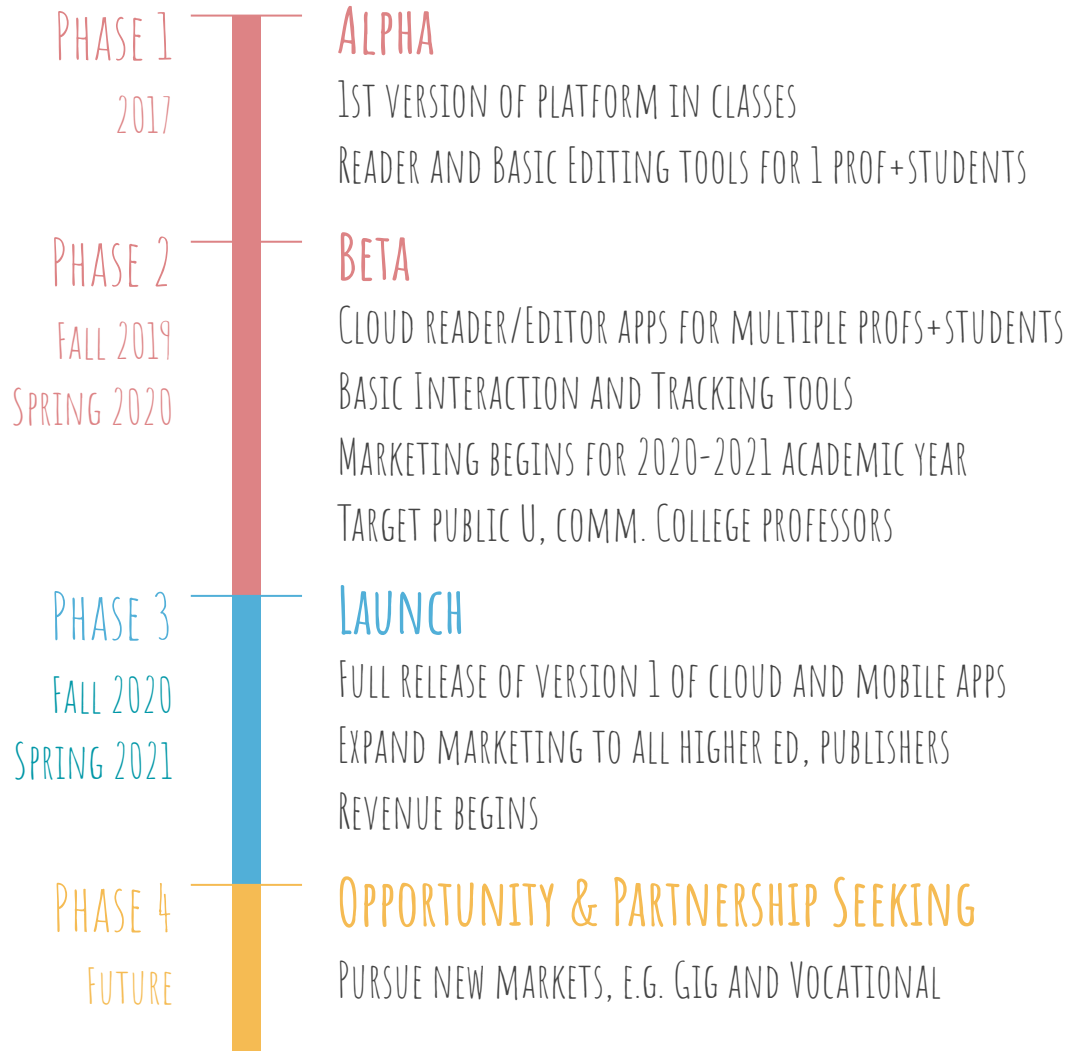 Phase 1
2017
Alpha
1st version of platform in classes
Reader and Basic Editing tools for 1 prof+students
Phase 2
Fall 2019
Spring 2020
Beta
Cloud reader/Editor apps for multiple profs+students
Basic Interaction and Tracking tools
Marketing begins for 2020-2021 academic year
Target public U, comm. College professors
Phase 3
Fall 2020
Spring 2021
Launch
Full release of version 1 of cloud and mobile apps
Expand marketing to all higher ed, publishers
Revenue begins
Phase 4
Future
Opportunity & Partnership Seeking
Pursue new markets, e.g. Gig and Vocational